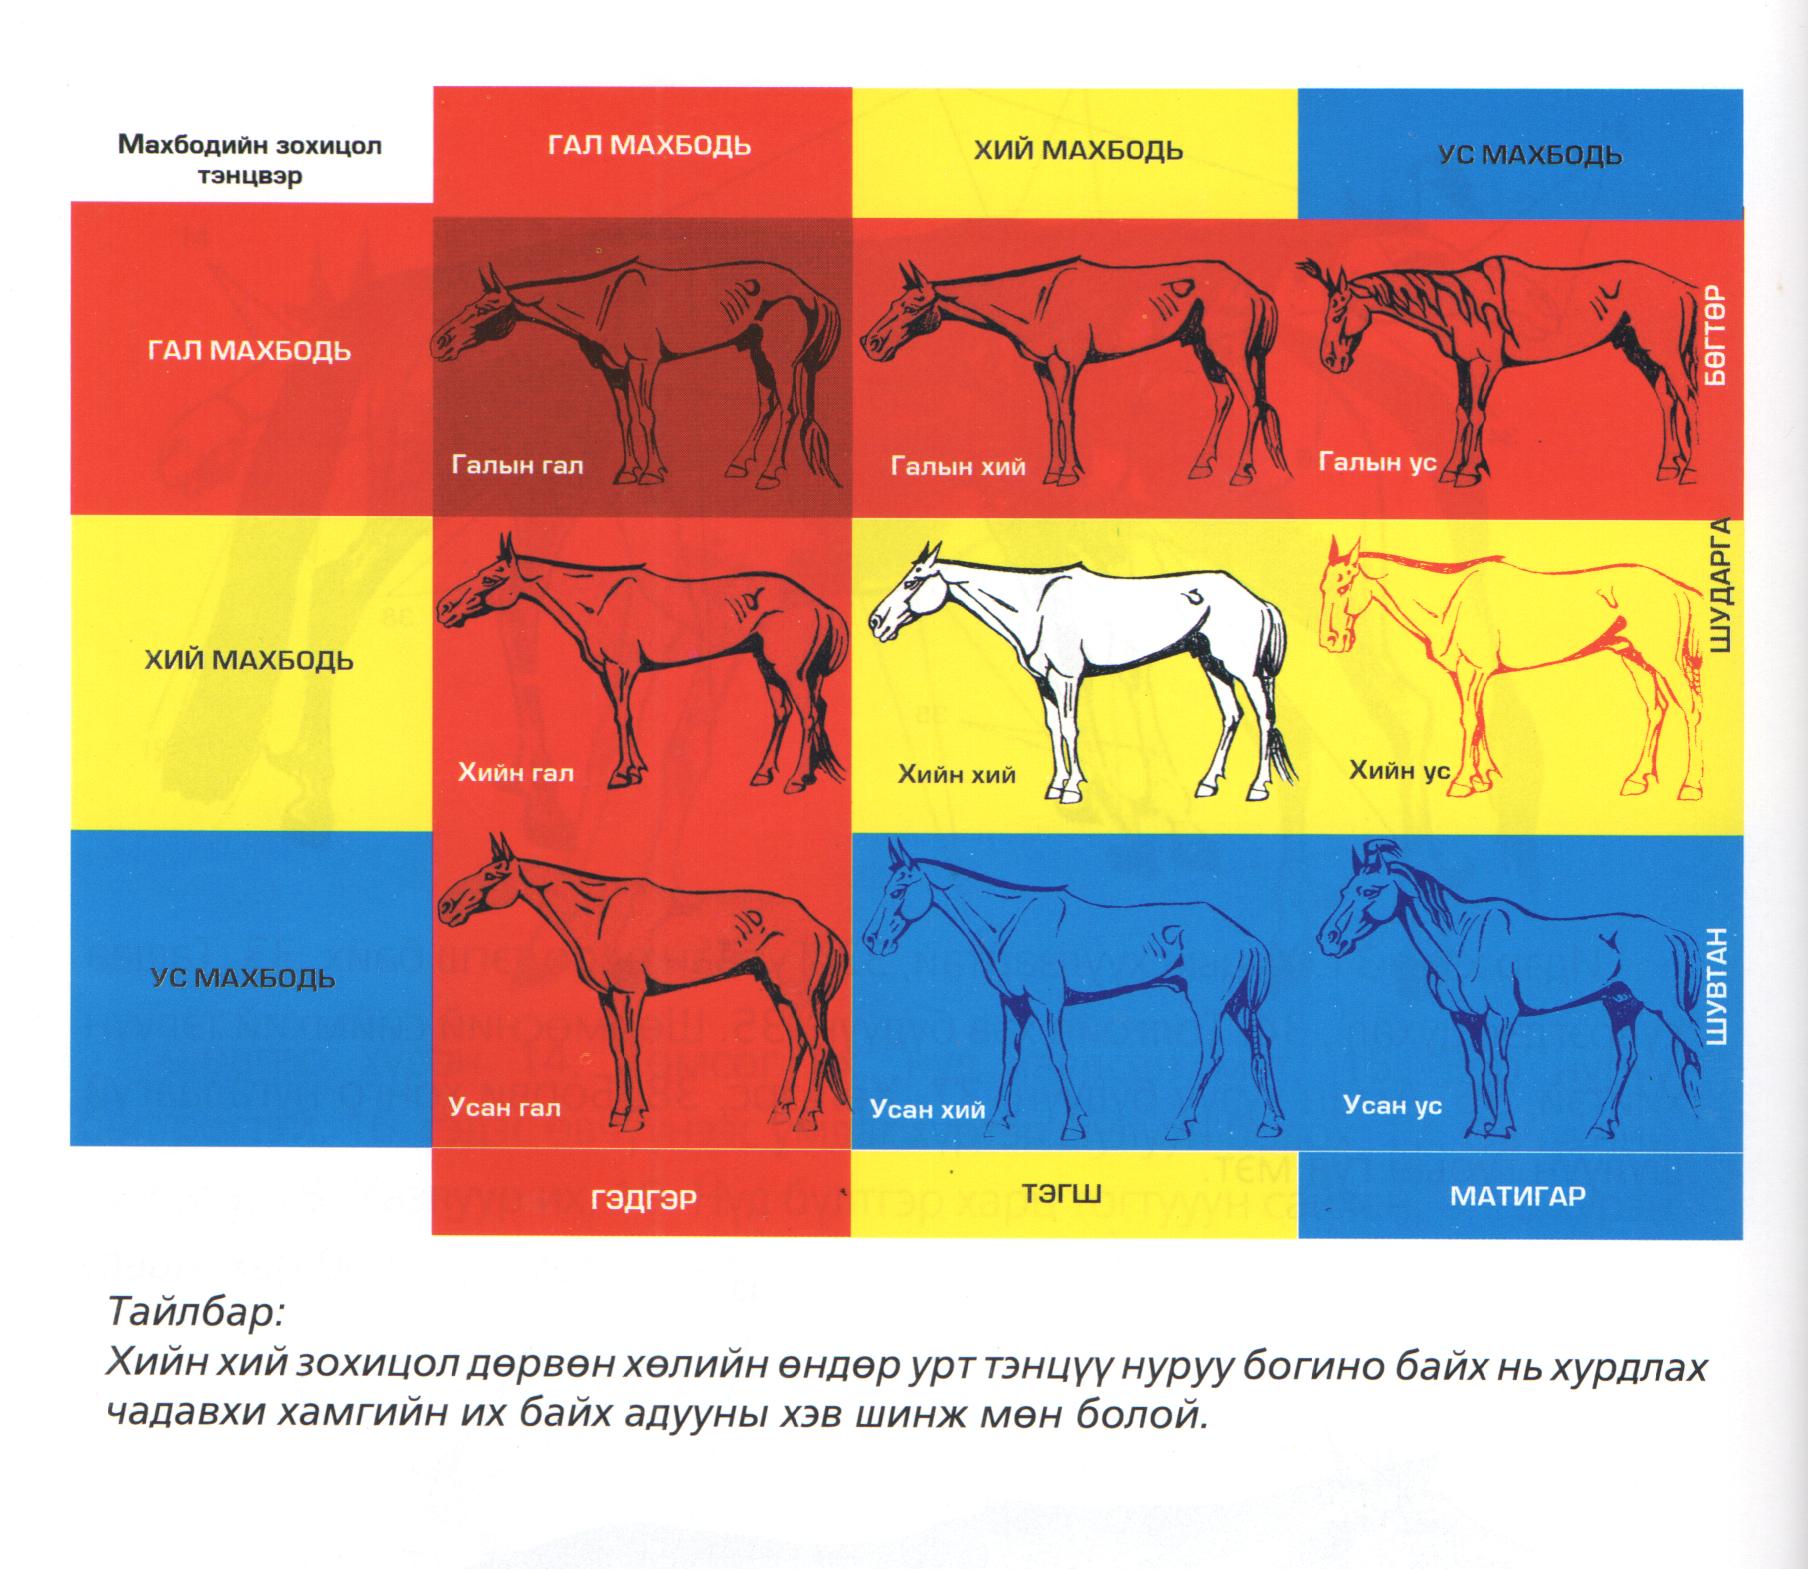 Махбодийн зохицол
тэнцвэр
ГАЛ МАХБОДЬ
ХИЙ МАХБОДЬ
УС МАХБОДЬ
ГАЛ МАХБОДЬ
Галын гал
Галын хий
Галын ус
БӨГТӨР
ХИЙ МАХБОДЬ
Хийн гал
Хийн хий
Хийн ус
ШУДАРГА
УС МАХБОДЬ
Усан гал
Усан хий
Усан ус
ШУВТАН
ГЭДГЭР
ТЭГШ
МАТИГАР
Тайлбар:
Хийн хий зохицол дөрвөн хөлийн өндөр урт тэнцүү нуруу богино байх нь хурдлах
чадавхи хамгийн их байх адууны хэв шинж мөн болой.